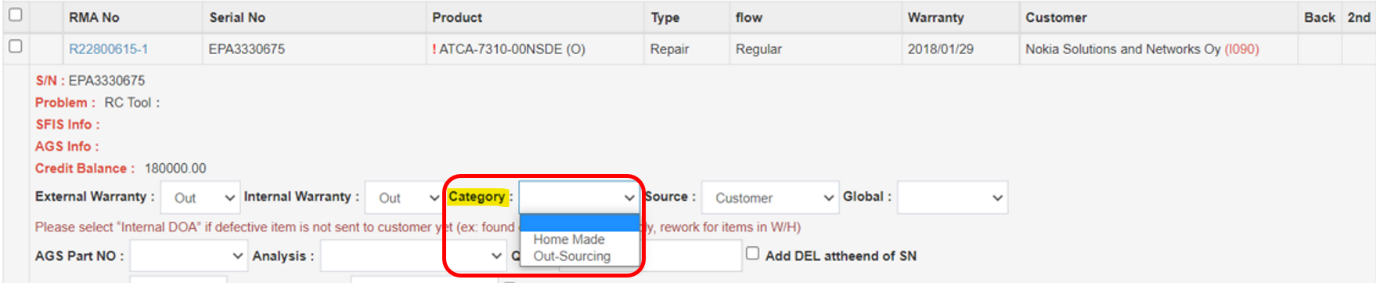 RMA No Serial No Product Type flow Warranty Customer Back 2nd
R22800615-1 EPA3330675 ! ATCA-7310-00NSDE (O) Repair Regular 2018/01/29 Nokia Solutions and Networks Oy (I090)
S/N : EPA3330675
Problem : RC Tool :
SFIS Info :
AGS Info :
Credit Balance : 180000.00
External Warranty : Out Internal Warranty : Out Category : Source : Customer Global :
Please select "Internal DOA" if defective item is not sent to customer yet (ex: found rework for items in W/H)
Home Made
AGS Part NO : Analysis : Out-Sourcing Add DEL attheend of SN